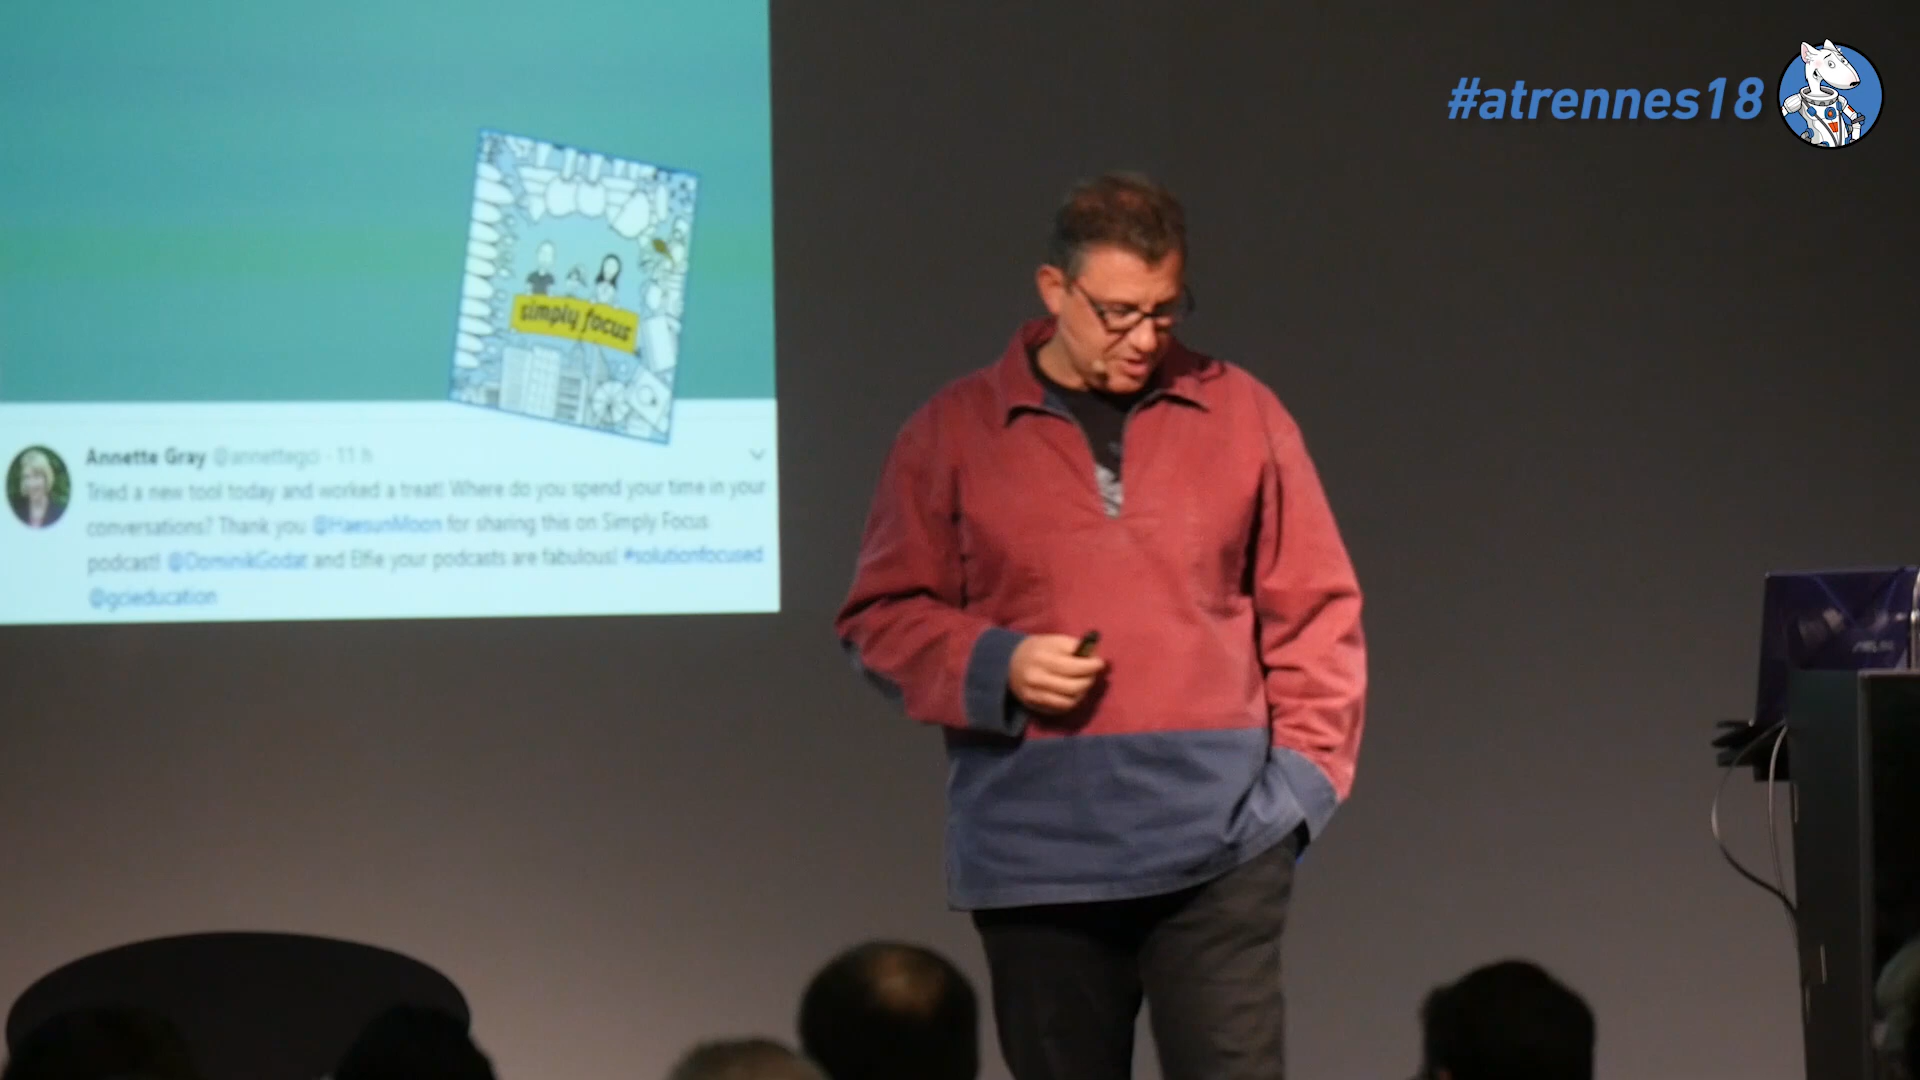 #atrennes18
simply focus
Annette Gray @annettegci · 11 h
Tried a new tool today and worked a treat! Where do you spend your time in your
conversations? Thank you @HaesunMoon for sharing this on Simply Focus
podcast! @DominikGodat and Elfie your podcasts are fabulous! #solutionfocused
@gcieducation